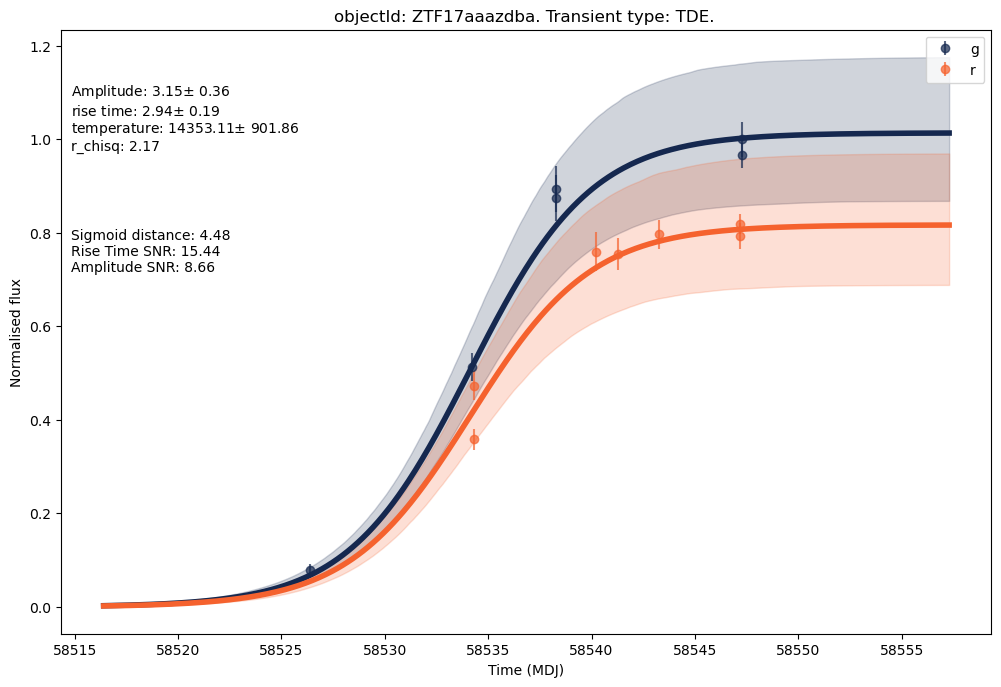 objectId: ZTF17aaazdba. Transient type: TDE.
g
r
Amplitude: 3.15± 0.36
rise time: 2.94± 0.19
temperature: 14353.11± 901.86
r_chisq: 2.17
Sigmoid distance: 4.48
Rise Time SNR: 15.44
Amplitude SNR: 8.66
Normalised flux
1.2
1.0
0.8
0.6
0.4
0.2
0.0
58515 58520 58525 58530 58535 58540 58545 58550 58555
Time (MDJ)